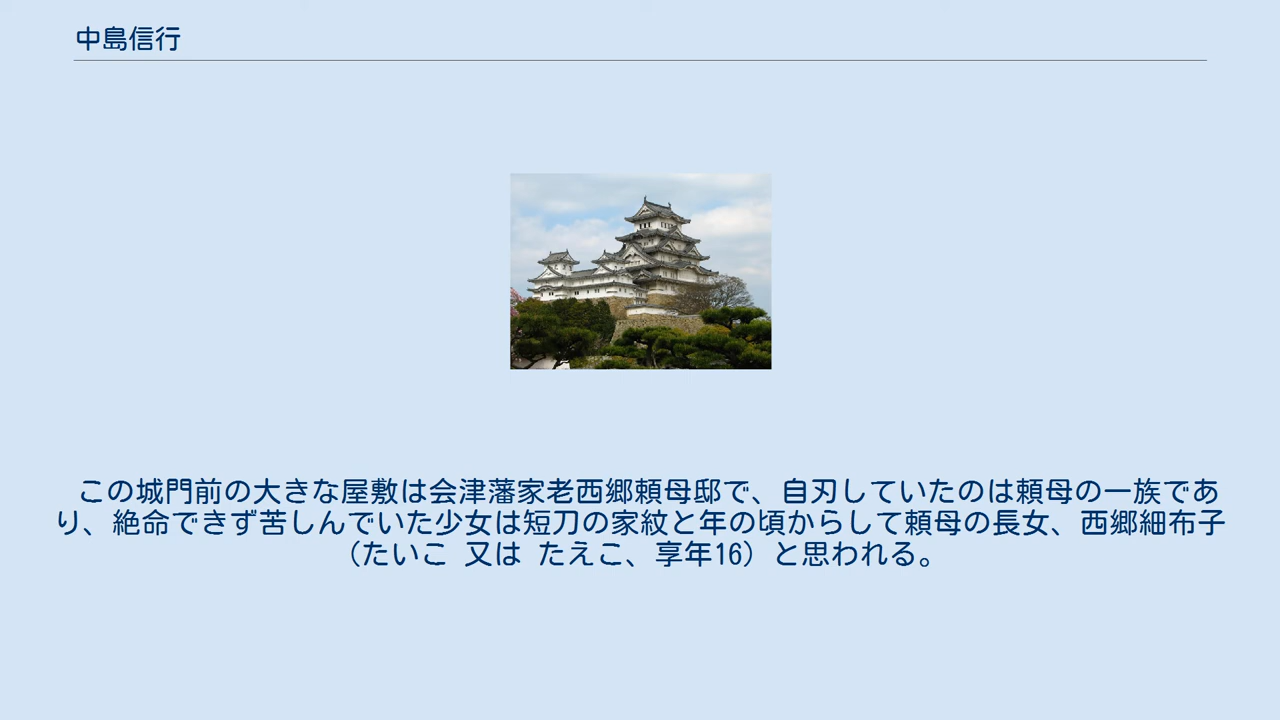 中島信行
この城門前の大きな屋敷は会津藩家老西郷頼母邸で、自刃していたのは頼母の一族であ
り、絶命できず苦しんでいた少女は短刀の家紋と年の頃からして頼母の長女、西郷細布子
（たいこ 又は たえこ、享年16）と思われる。